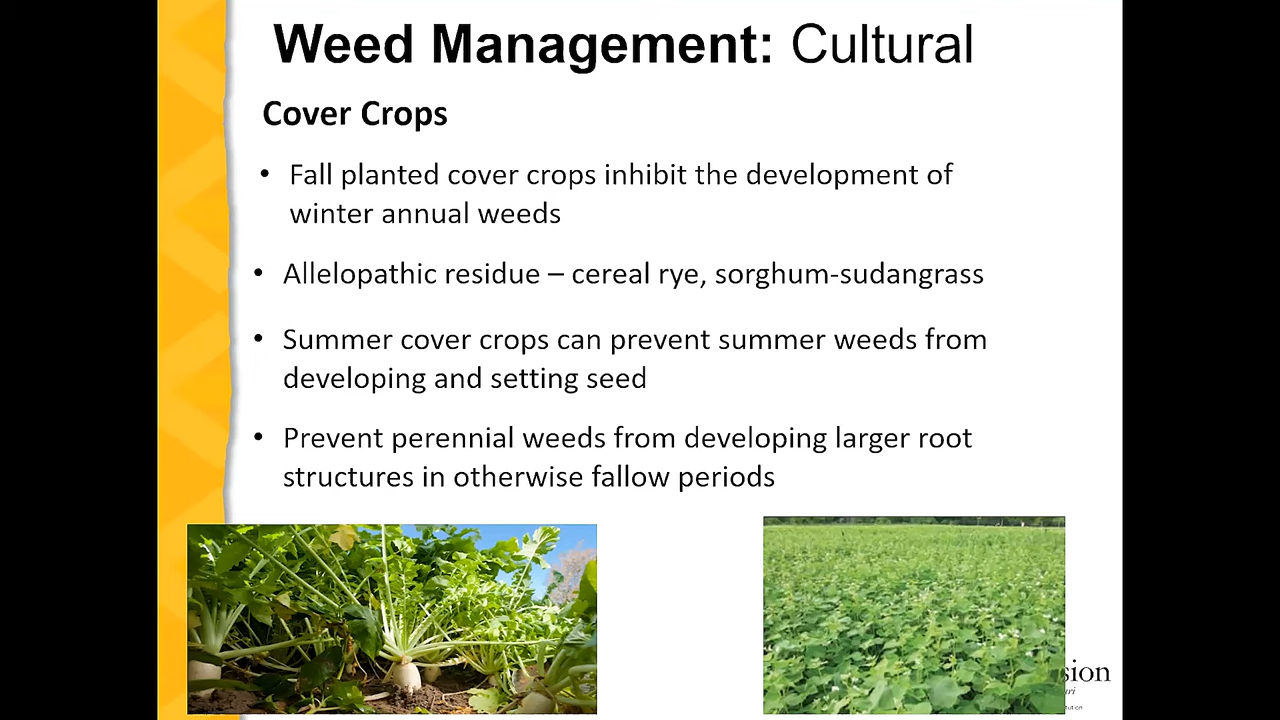 Weed Management: Cultural
Cover Crops
• Fall planted cover crops inhibit the development of
winter annual weeds
• Allelopathic residue – cereal rye, sorghum-sudangrass
• Summer cover crops can prevent summer weeds from
developing and setting seed
• Prevent perennial weeds from developing larger root
structures in otherwise fallow periods